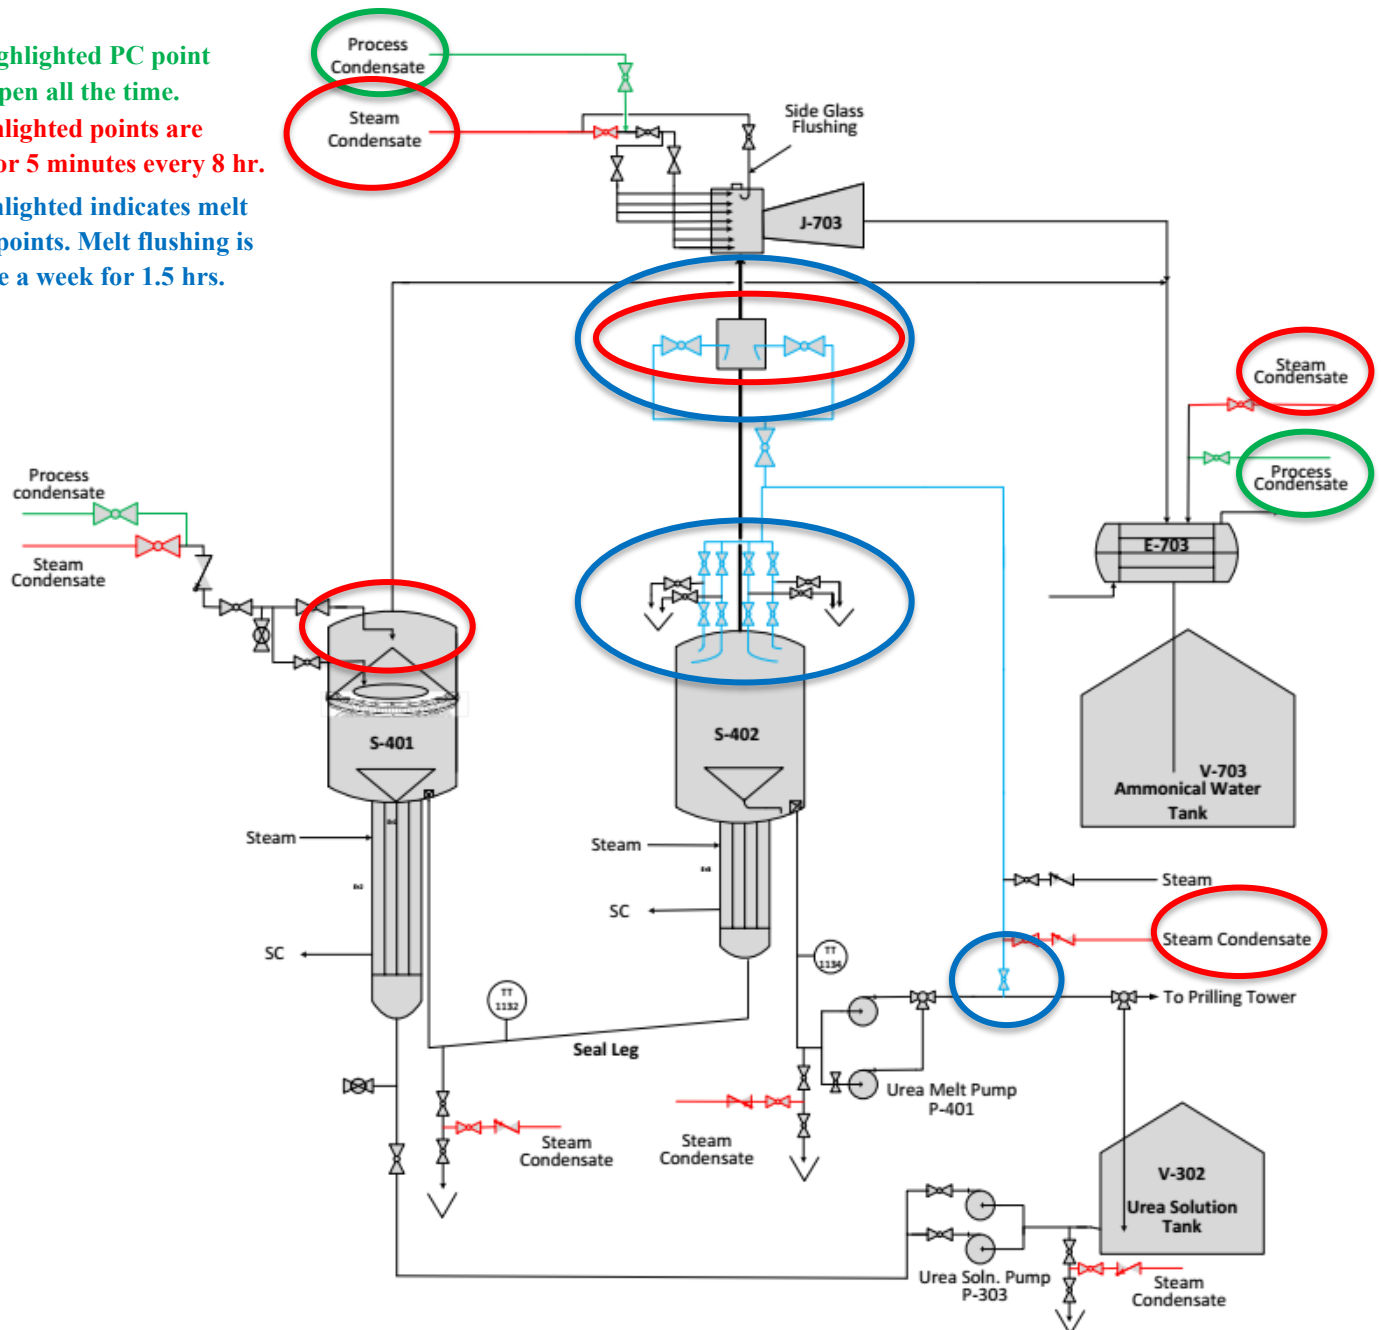 ghlighted PC point
pen all the time.
nlighted points are
or 5 minutes every 8 hr.
nlighted indicates melt
points. Melt flushing is
e a week for 1.5 hrs.
Process
Condensate
Steam
Condensate
Side Glass
Flushing
J-703
Steam
Condensate
Process
Condensate
E-703
Process
condensate
Steam
Condensate
S-401
S-402
V-703
Ammonical Water
Tank
Steam
SC
Steam
SC
TT
1132
TT
1134
Seal Leg
Steam
Steam Condensate
To Prilling Tower
Urea Melt Pump
P-401
Steam
Condensate
Steam
Condensate
V-302
Urea Solution
Tank
Urea Soln. Pump
P-303
Steam
Condensate